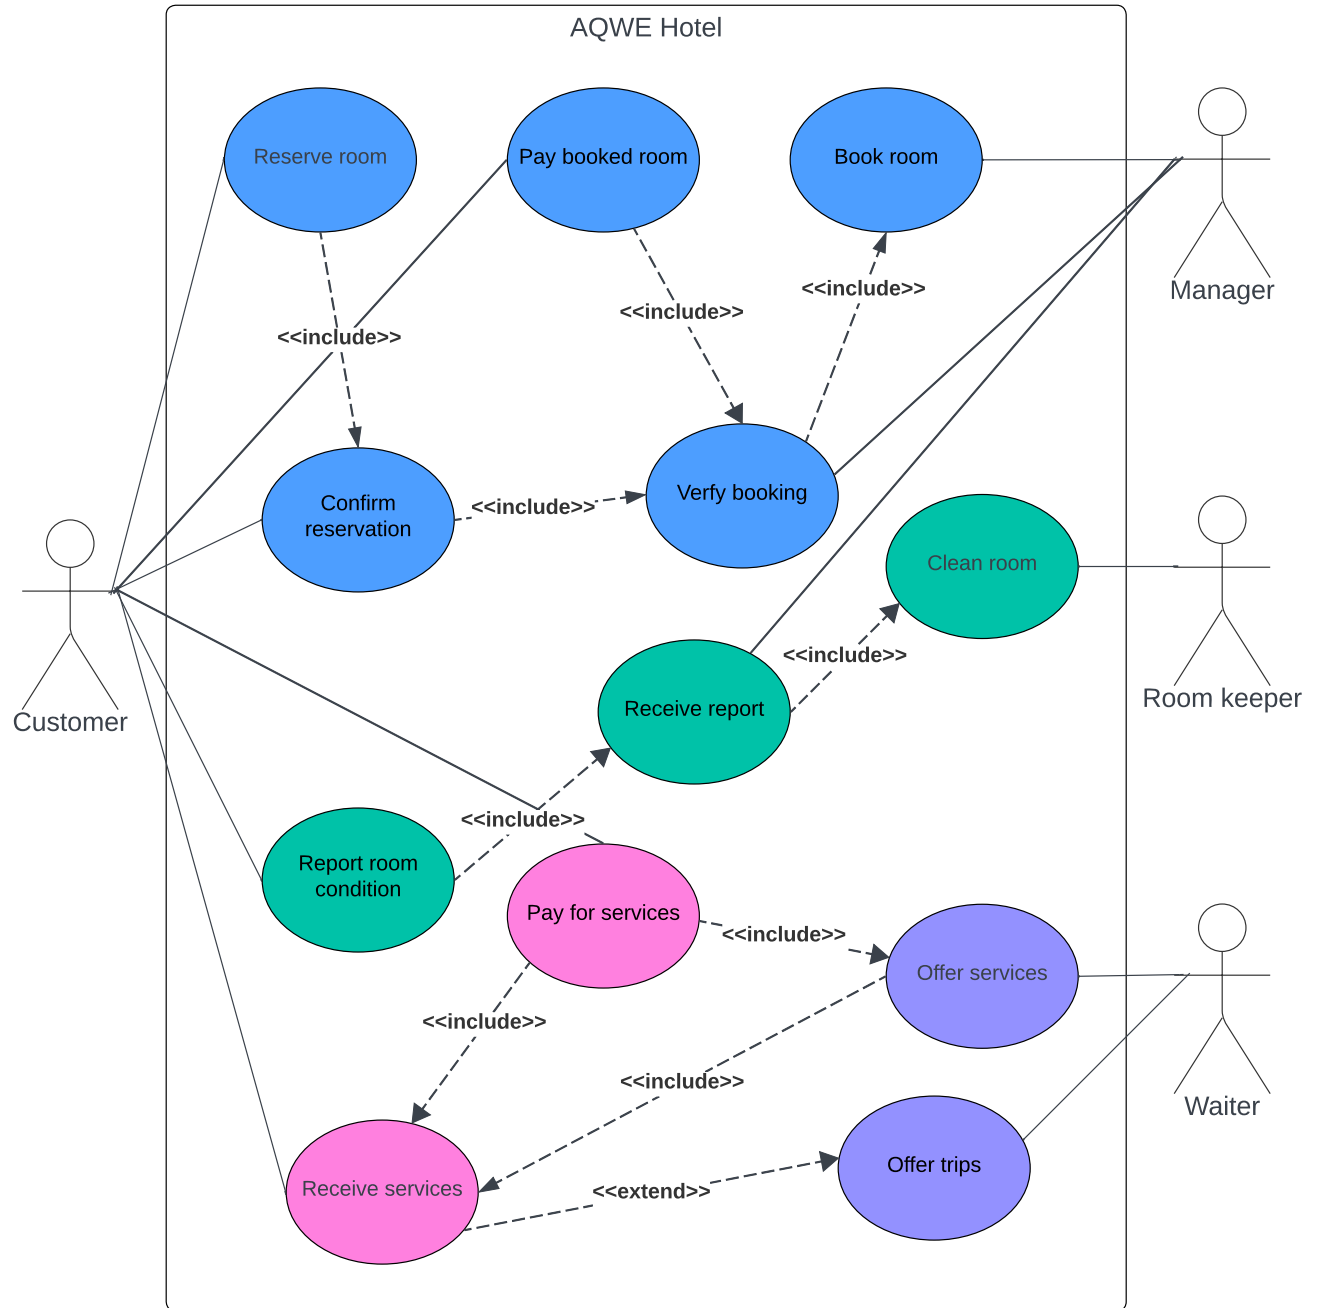 AQWE Hotel
Reserve room
Pay booked room
Book room
Manager
<<include>>
<<include>>
<<include>>
Confirm
reservation
<<include>>
Verfy booking
Clean room
Customer
Room keeper
<<include>>
Receive report
<<include>>
Report room
condition
Pay for services
<<include>>
Offer services
<<include>>
<<include>>
Waiter
Receive services
<<extend>>
Offer trips